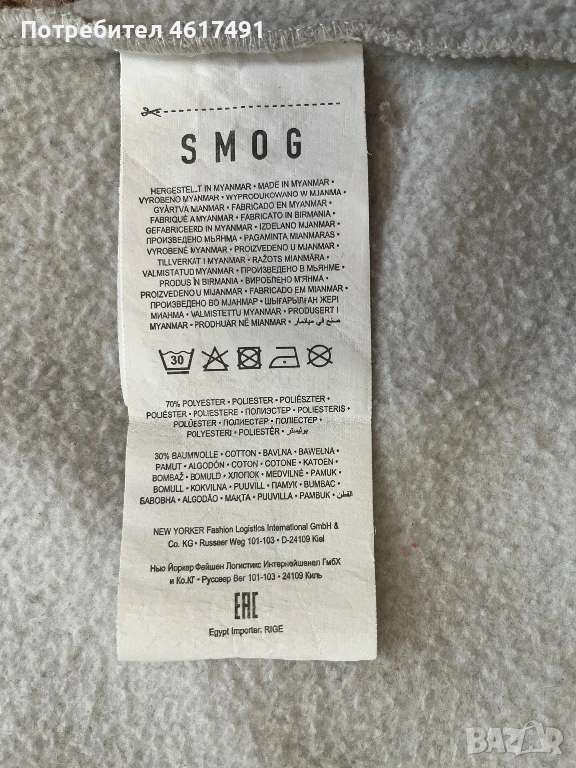 Потребител 4617491
SMOG
HERGESTELLT IN MYANMAR • MADE IN MYANMAR •
VYROBENO MYANMAR • WYPRODUKOWANO W MJANMA •
GYÁRTVA MIANMAR • FABRICADO EN MYANMAR •
FABRIQUÉ A MYANMAR • FABRICATO IN BIRMANIA •
GEFABRICEERD IN MYANMAR • IZDELANO MJANMAR •
ПРОИЗВЕДЕНО МЬЯНМА • PAGAMINTA MIANMARAS •
VYROBENÉ MYANMAR • PROIZVEDENO U MJANMAR •
TILLVERKAT I MYANMAR • RAŽOTS MIANMĀRA •
VALMISTATUD MYANMAR • ПРОИЗВЕДЕНО В МЬЯНМЕ •
PRODUS ÎN BIRMANIA • ВИРОБЛЕНО М'ЯНМА •
PROIZVEDENO U MIJANMAR • FABRICADO EM MIANMAR •
ПРОИЗВЕДЕНО ВО МЈАНМАР • ШЫҒАРЫЛҒАН ЖЕРІ
МИАНМА • VALMISTETTU MYANMAR • PRODUSERT I
MYANMAR • PRODHUAR NË MIANMAR • صنع في ميانمار
30
70% POLYESTER • POLIESTER • POLIÉSZTER •
POLIÉSTER • POLIESTERE • ПОЛИЭСТЕР • POLIESTERIS •
POLÜESTER • ПОЛИЕСТЕР • ПОЛІЕСТЕР •
POLYESTERI • POLIESTËR • بوليستر
30% BAUMWOLLE • COTTON • BAVLNA • BAWEŁNA •
PAMUT • ALGODÓN • COTON • COTONE • KATOEN •
BOMBAŽ • BOMULD • ХЛОПОК • MEDVILNĖ • PAMUK •
BOMULL • KOKVILNA • PUUVILL • ПАМУК • BUMBAC •
БАВОВНА • ALGODÃO • МАҚТА • PUUVILLA • PAMBUK • القطن
NEW YORKER Fashion Logistics International GmbH &
Co. KG • Russeer Weg 101-103 • D-24109 Kiel
Нью Йоркер Фейшен Логистикс Интернейшенел ГмбХ
и Ко.КГ • Руссеер Вег 101-103 • 24109 Киль
EAC
Egypt Importer: RIGE
BAZAR